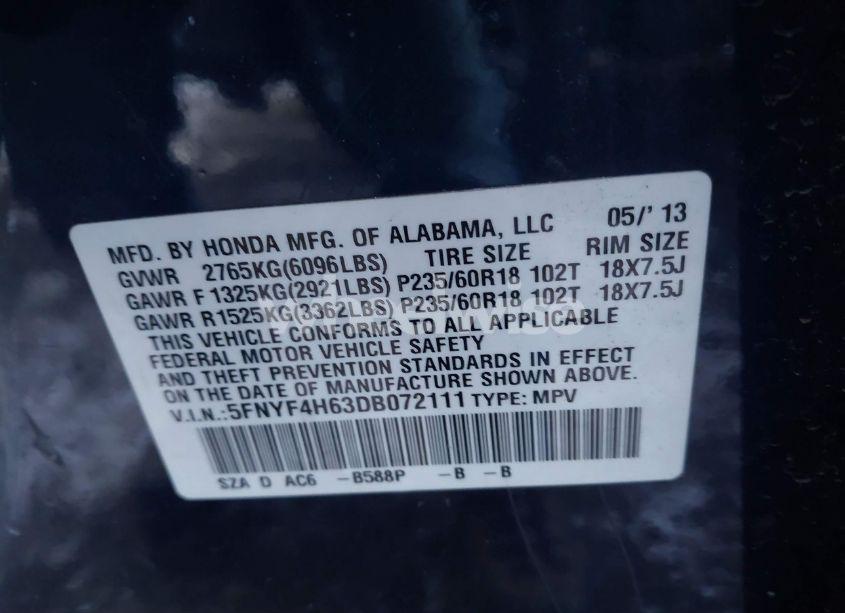 MFD. BY HONDA MFG. OF ALABAMA, LLC 05/' 13
GVWR 2765KG(6096LBS) TIRE SIZE RIM SIZE
GAWR F 1325KG(2921LBS) P235/60R18 102T 18X7.5J
GAWR R 1525KG(3362LBS) P235/60R18 102T 18X7.5J
THIS VEHICLE CONFORMS TO ALL APPLICABLE
FEDERAL MOTOR VEHICLE SAFETY
AND THEFT PREVENTION STANDARDS IN EFFECT
ON THE DATE OF MANUFACTURE SHOWN ABOVE.
V.I.N.:5FNYF4H63DB072111 TYPE: MPV
SZA D AC6 -B588P -B -B